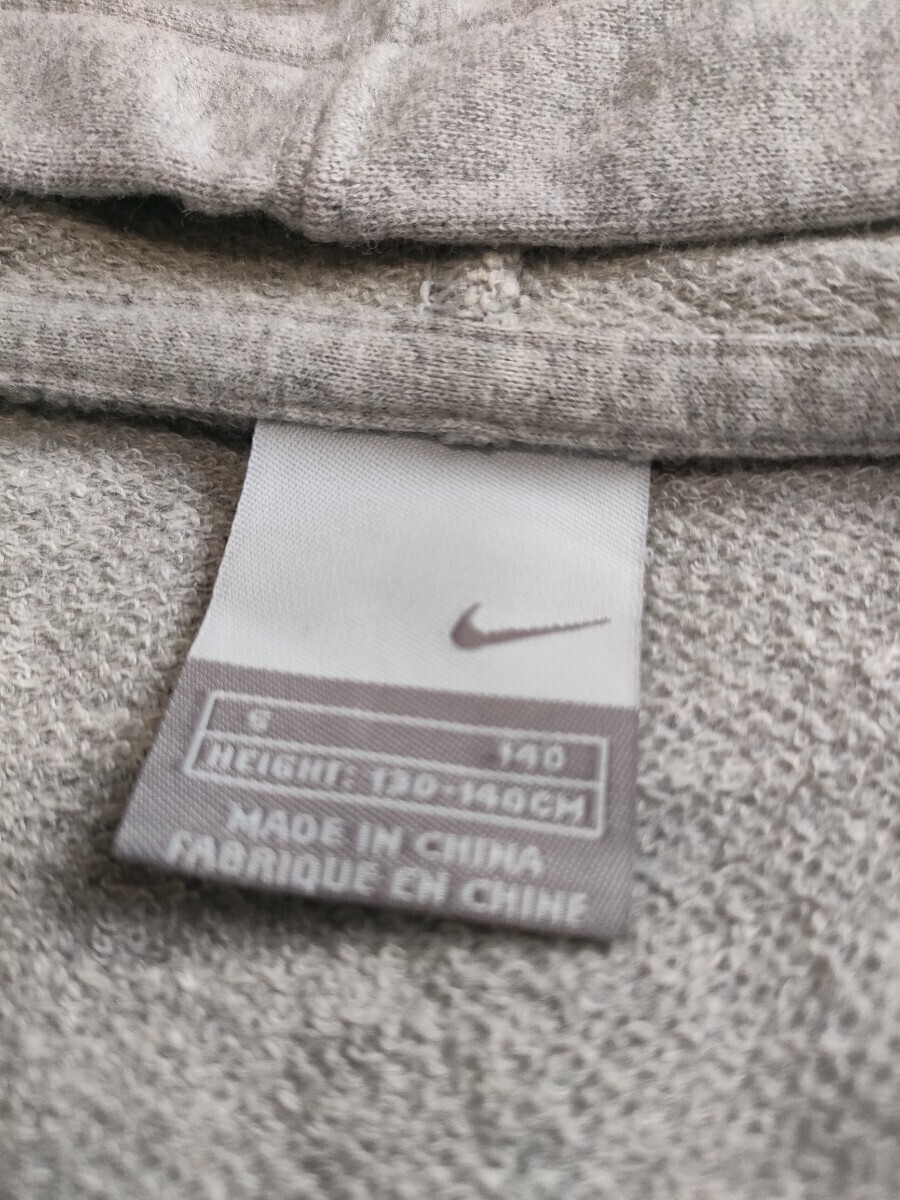 140
HEIGHT: 130-140CM
MADE IN CHINA
FABRIQUE EN CHINE